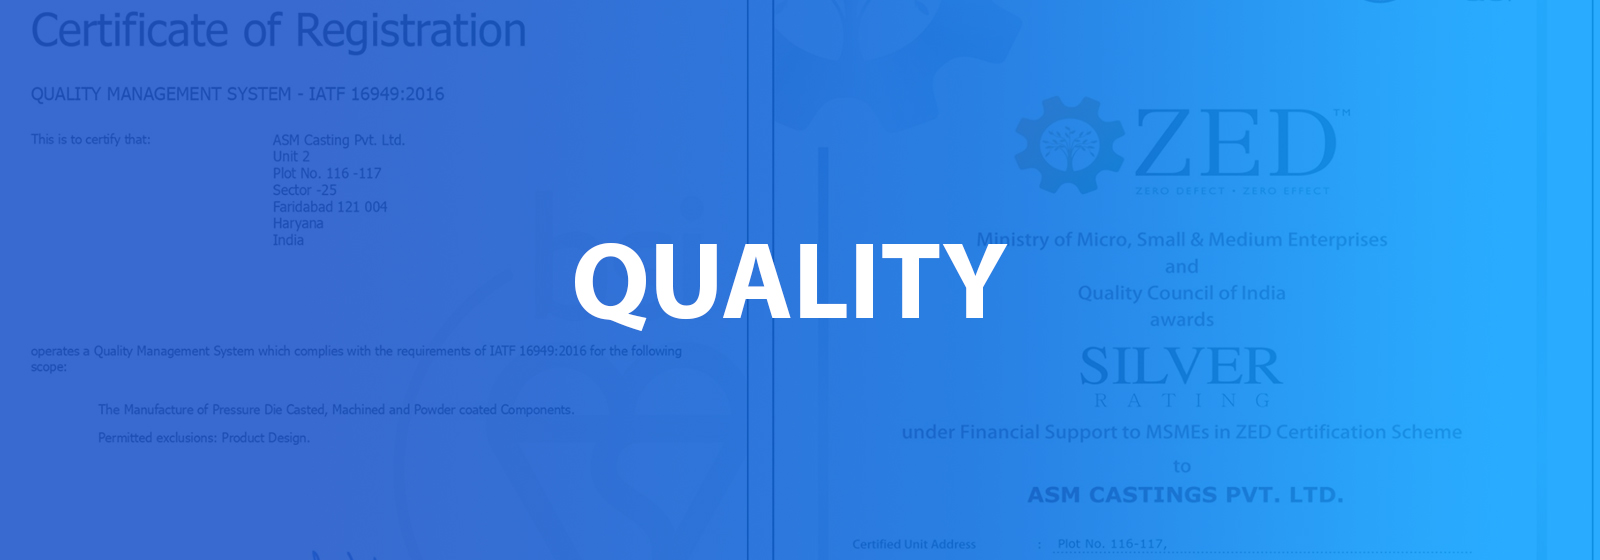 Certificate of Registration
QUALITY MANAGEMENT SYSTEM - IATF 16949:2016
This is to certify that:
ASM Casting Pvt. Ltd.
Unit 2
Plot No. 116 -117
Sector -25
Faridabad 121 004
Haryana
India
bsi
operates a Quality Management System which complies with the requirements of IATF 16949:2016 for the following
scope:
The Manufacture of Pressure Die Casted, Machined and Powder coated Components.
Permitted exclusions: Product Design.
QUALITY
ZED™
ZERO DEFECT • ZERO EFFECT
Ministry of Micro, Small & Medium Enterprises
and
Quality Council of India
awards
SILVER
RATING
under Financial Support to MSMEs in ZED Certification Scheme
to
ASM CASTINGS PVT. LTD.
Certified Unit Address : Plot No. 116-117,